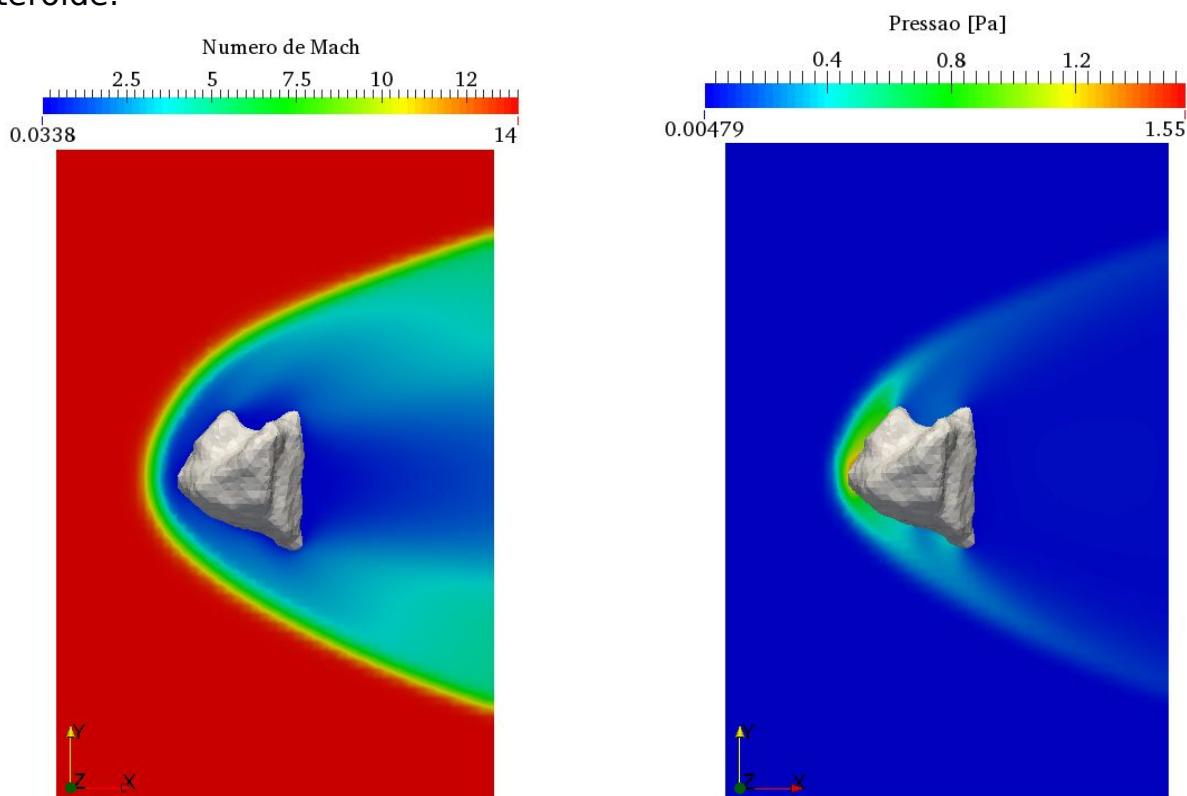 teroide.
Numero de Mach
2.5 5 7.5 10 12
0.0338 14
Y
Z X
Pressao [Pa]
0.4 0.8 1.2
0.00479 1.55
Y
Z X